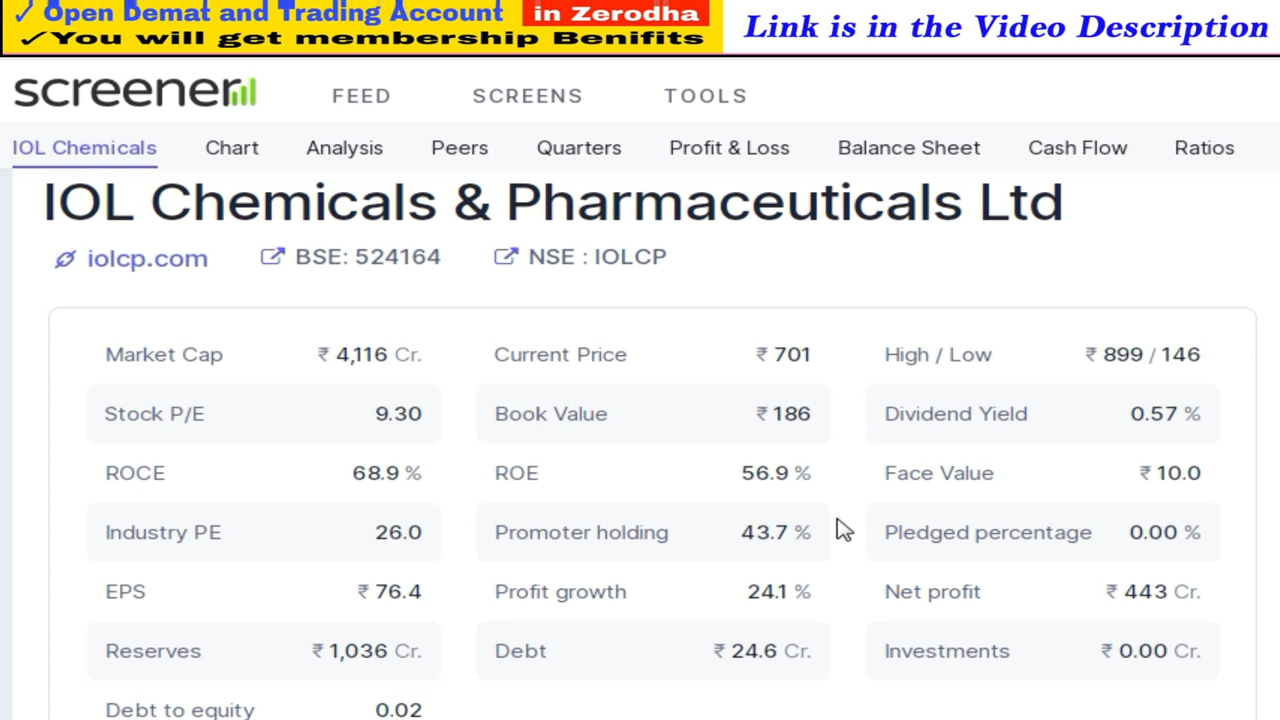 ✓ Open Demat and Trading Account in Zerodha
✓You will get membership Benifits
Link is in the Video Description
screener
FEED SCREENS TOOLS
IOL Chemicals Chart Analysis Peers Quarters Profit & Loss Balance Sheet Cash Flow Ratios
IOL Chemicals & Pharmaceuticals Ltd
iolcp.com BSE: 524164 NSE : IOLCP
Market Cap ₹ 4,116 Cr. Current Price ₹ 701 High / Low ₹ 899 / 146
Stock P/E 9.30 Book Value ₹ 186 Dividend Yield 0.57 %
ROCE 68.9 % ROE 56.9 % Face Value ₹ 10.0
Industry PE 26.0 Promoter holding 43.7 % Pledged percentage 0.00 %
EPS ₹ 76.4 Profit growth 24.1 % Net profit ₹ 443 Cr.
Reserves ₹ 1,036 Cr. Debt ₹ 24.6 Cr. Investments ₹ 0.00 Cr.
Debt to equity 0.02